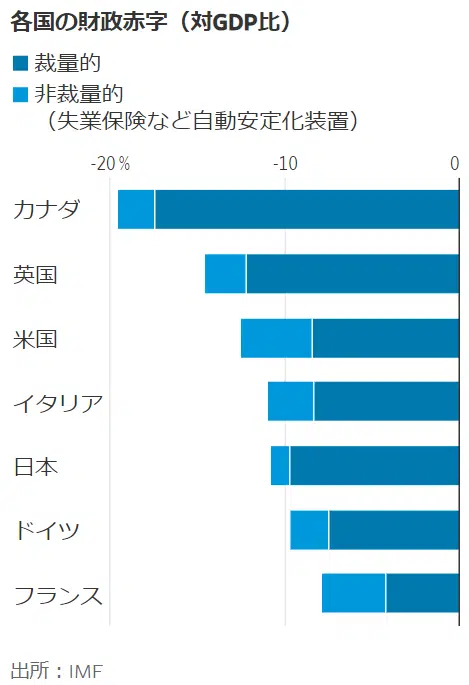 各国の財政赤字（対GDP比）
裁量的
非裁量的
（失業保険など自動安定化装置）
-20% -10 0
カナダ
英国
米国
イタリア
日本
ドイツ
フランス
出所：IMF